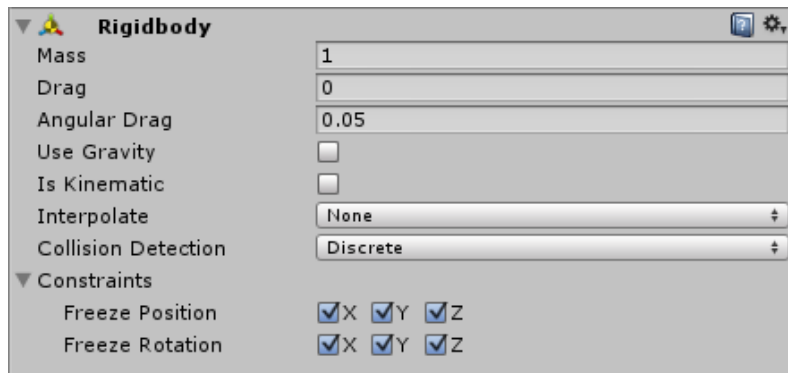 Rigidbody
Mass 1
Drag 0
Angular Drag 0.05
Use Gravity
Is Kinematic
Interpolate None
Collision Detection Discrete
Constraints
Freeze Position X Y Z
Freeze Rotation X Y Z